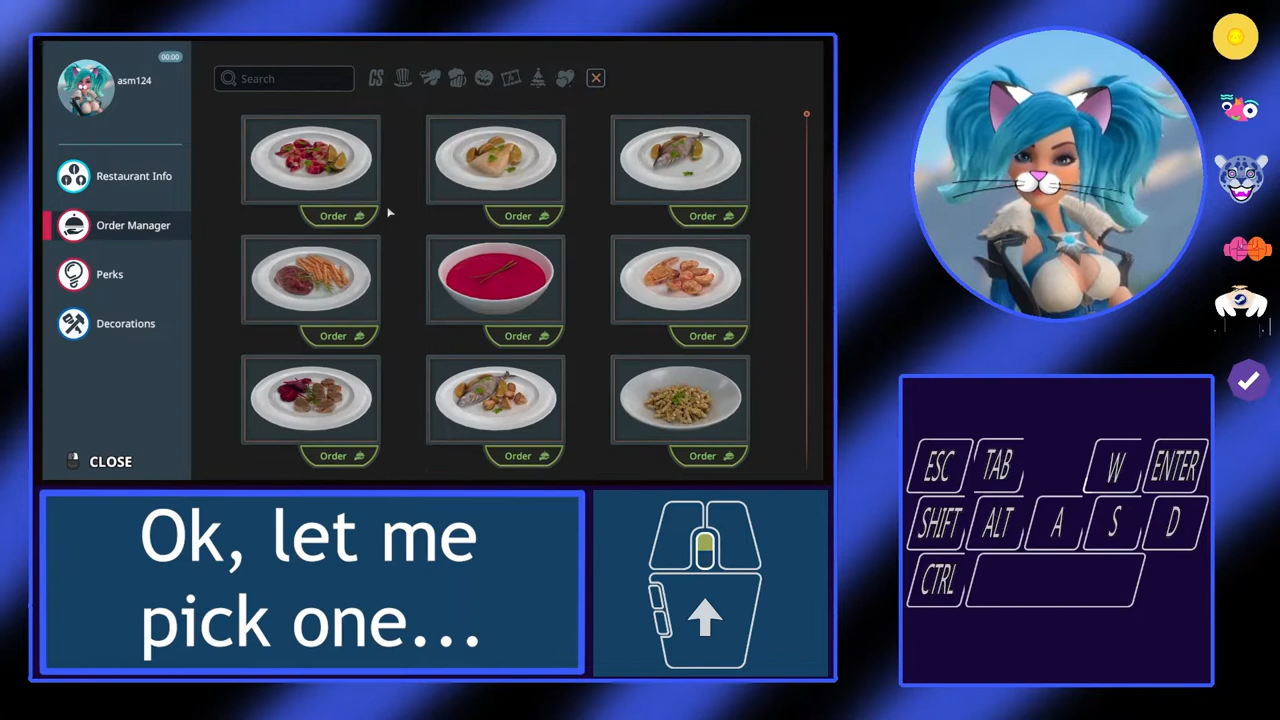 00:00
asm124
Search
CS
Restaurant Info
Order Manager
Perks
Decorations
CLOSE
Order
Order
Order
Order
Order
Order
Order
Order
Order
Ok, let me
pick one...
ESC TAB W ENTER
SHIFT ALT A S D
CTRL